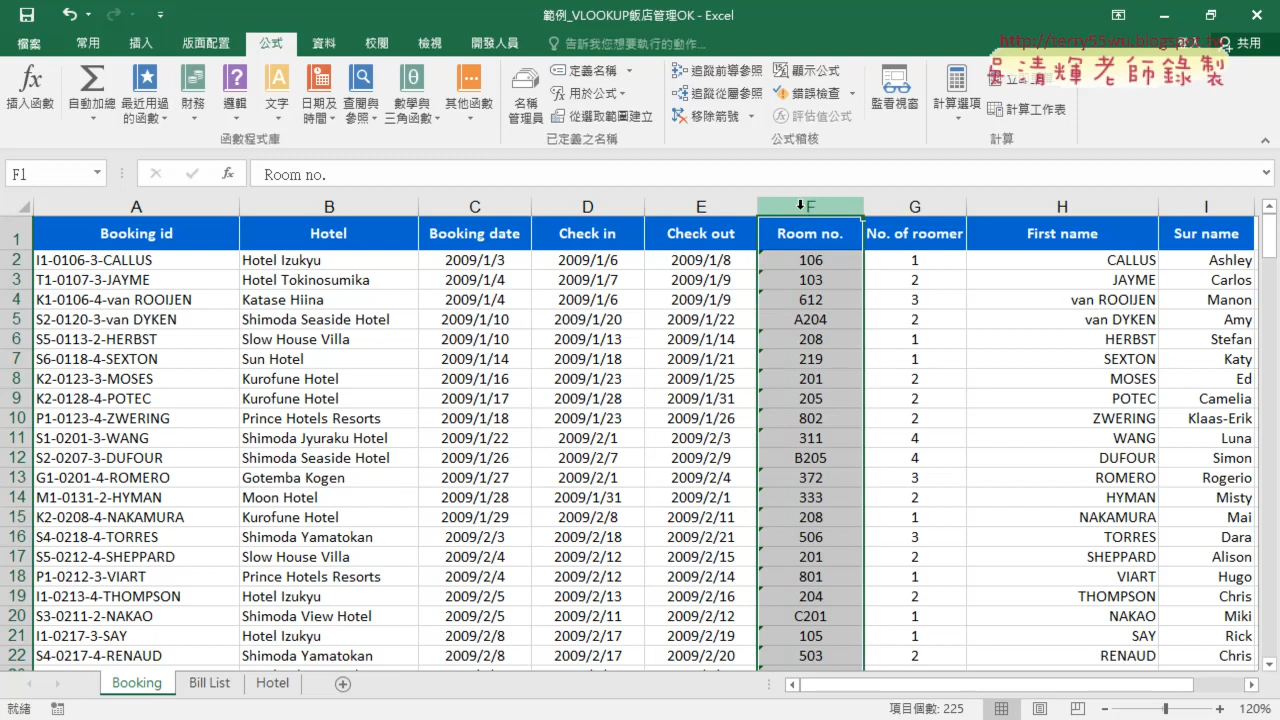 範例_VLOOKUP飯店管理OK - Excel
檔案 常用 插入 版面配置 公式 資料 校閱 檢視 開發人員 告訴我您想要執行的動作... 共用
http://terry55wu.blogspot.tw
吳清輝老師錄製
插入函數 自動加總 最近用過的函數 財務 邏輯 文字 日期及時間 查閱與參照 數學與三角函數 其他函數
函數程式庫
名稱管理員 定義名稱 用於公式 從選取範圍建立
已定義之名稱
追蹤前導參照 追蹤從屬參照 移除箭號 顯示公式 錯誤檢查 評估值公式 監看視窗
公式稽核
計算選項 計算工作表
計算
F1 fx Room no.
A B C D E F G H I
1 Booking id Hotel Booking date Check in Check out Room no. No. of roomer First name Sur name
2 I1-0106-3-CALLUS Hotel Izukyu 2009/1/3 2009/1/6 2009/1/8 106 1 CALLUS Ashley
3 T1-0107-3-JAYME Hotel Tokinosumika 2009/1/4 2009/1/7 2009/1/9 103 2 JAYME Carlos
4 K1-0106-4-van ROOIJEN Katase Hiina 2009/1/4 2009/1/6 2009/1/9 612 3 van ROOIJEN Manon
5 S2-0120-3-van DYKEN Shimoda Seaside Hotel 2009/1/10 2009/1/20 2009/1/22 A204 2 van DYKEN Amy
6 S5-0113-2-HERBST Slow House Villa 2009/1/10 2009/1/13 2009/1/14 208 1 HERBST Stefan
7 S6-0118-4-SEXTON Sun Hotel 2009/1/14 2009/1/18 2009/1/21 219 1 SEXTON Katy
8 K2-0123-3-MOSES Kurofune Hotel 2009/1/16 2009/1/23 2009/1/25 201 2 MOSES Ed
9 K2-0128-4-POTEC Kurofune Hotel 2009/1/17 2009/1/28 2009/1/31 205 2 POTEC Camelia
10 P1-0123-4-ZWERING Prince Hotels Resorts 2009/1/18 2009/1/23 2009/1/26 802 2 ZWERING Klaas-Erik
11 S1-0201-3-WANG Shimoda Jyuraku Hotel 2009/1/22 2009/2/1 2009/2/3 311 4 WANG Luna
12 S2-0207-3-DUFOUR Shimoda Seaside Hotel 2009/1/26 2009/2/7 2009/2/9 B205 4 DUFOUR Simon
13 G1-0201-4-ROMERO Gotemba Kogen 2009/1/27 2009/2/1 2009/2/4 372 3 ROMERO Rogerio
14 M1-0131-2-HYMAN Moon Hotel 2009/1/28 2009/1/31 2009/2/1 333 2 HYMAN Misty
15 K2-0208-4-NAKAMURA Kurofune Hotel 2009/1/29 2009/2/8 2009/2/11 208 1 NAKAMURA Mai
16 S4-0218-4-TORRES Shimoda Yamatokan 2009/2/3 2009/2/18 2009/2/21 506 3 TORRES Dara
17 S5-0212-4-SHEPPARD Slow House Villa 2009/2/4 2009/2/12 2009/2/15 201 2 SHEPPARD Alison
18 P1-0212-3-VIART Prince Hotels Resorts 2009/2/4 2009/2/12 2009/2/14 801 1 VIART Hugo
19 I1-0213-4-THOMPSON Hotel Izukyu 2009/2/5 2009/2/13 2009/2/16 204 2 THOMPSON Chris
20 S3-0211-2-NAKAO Shimoda View Hotel 2009/2/5 2009/2/11 2009/2/12 C201 1 NAKAO Miki
21 I1-0217-3-SAY Hotel Izukyu 2009/2/8 2009/2/17 2009/2/19 105 1 SAY Rick
22 S4-0217-4-RENAUD Shimoda Yamatokan 2009/2/8 2009/2/17 2009/2/20 503 2 RENAUD Chris
Booking Bill List Hotel
就緒 項目個數: 225 120%